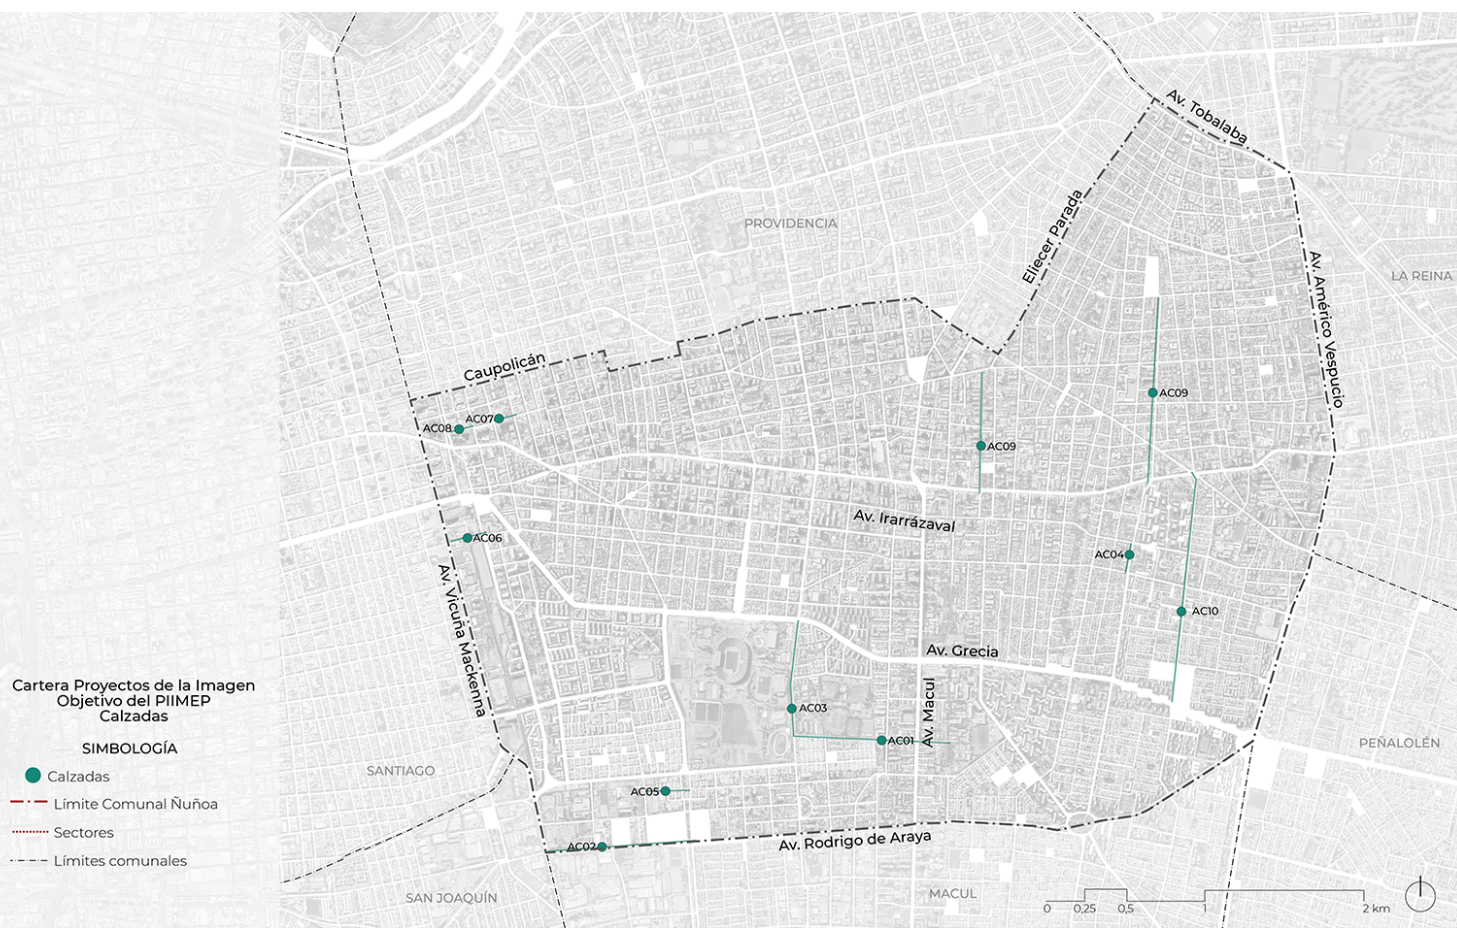 Av. Tobalaba
Eliecer Parada
PROVIDENCIA
LA REINA
Av. Américo Vespucio
Caupolicán
AC07
AC08
AC09
AC09
Av. Irarrázaval
AC06
AC04
AC10
Av. Vicuña Mackenna
Av. Grecia
Av. Macul
AC03
AC01
PEÑALOLÉN
SANTIAGO
AC05
AC02
Av. Rodrigo de Araya
SAN JOAQUÍN
MACUL
Cartera Proyectos de la Imagen
Objetivo del PIIMEP
Calzadas
SIMBOLOGÍA
Calzadas
Límite Comunal Ñuñoa
Sectores
Límites comunales
0 0,25 0,5 1 2 km